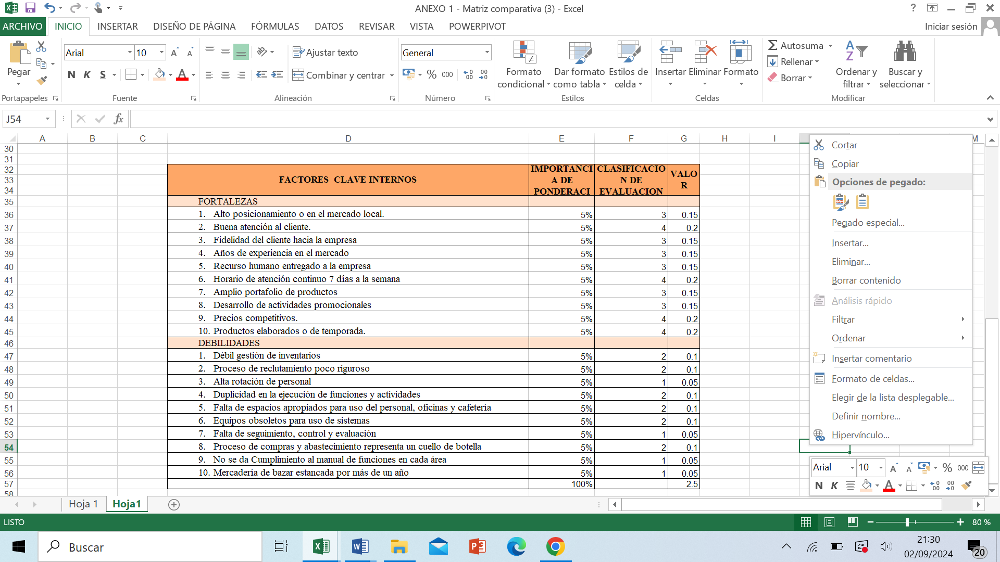 ANEXO 1 - Matriz comparativa (3) - Excel
?
ARCHIVO INICIO INSERTAR DISEÑO DE PÁGINA FÓRMULAS DATOS REVISAR VISTA POWERPIVOT Iniciar sesión
Pegar
Portapapeles
Arial 10
N K S
Fuente
Ajustar texto
Combinar y centrar
Alineación
General
% 000
Número
Formato condicional
Dar formato como tabla
Estilos de celda
Estilos
Insertar Eliminar Formato
Celdas
Autosuma
Rellenar
Borrar
Ordenar y filtrar
Buscar y seleccionar
Modificar
J54 fx
A B C D E F G H I M
30
31
32
33
34
FACTORES CLAVE INTERNOS
IMPORTANCI
A DE
PONDERACI
CLASIFICACIO
N DE
EVALUACION
VALO
R
35 FORTALEZAS
36 1. Alto posicionamiento o en el mercado local. 5% 3 0.15
37 2. Buena atención al cliente. 5% 4 0.2
38 3. Fidelidad del cliente hacia la empresa 5% 3 0.15
39 4. Años de experiencia en el mercado 5% 3 0.15
40 5. Recurso humano entregado a la empresa 5% 3 0.15
41 6. Horario de atención continuo 7 días a la semana 5% 4 0.2
42 7. Amplio portafolio de productos 5% 3 0.15
43 8. Desarrollo de actividades promocionales 5% 3 0.15
44 9. Precios competitivos. 5% 4 0.2
45 10. Productos elaborados o de temporada. 5% 4 0.2
46 DEBILIDADES
47 1. Débil gestión de inventarios 5% 2 0.1
48 2. Proceso de reclutamiento poco riguroso 5% 2 0.1
49 3. Alta rotación de personal 5% 1 0.05
50 4. Duplicidad en la ejecución de funciones y actividades 5% 2 0.1
51 5. Falta de espacios apropiados para uso del personal, oficinas y cafetería 5% 2 0.1
52 6. Equipos obsoletos para uso de sistemas 5% 2 0.1
53 7. Falta de seguimiento, control y evaluación 5% 1 0.05
54 8. Proceso de compras y abastecimiento representa un cuello de botella 5% 2 0.1
55 9. No se da Cumplimiento al manual de funciones en cada área 5% 1 0.05
56 10. Mercadería de bazar estancada por más de un año 5% 1 0.05
57 100% 2.5
58
Cortar
Copiar
Opciones de pegado:
Pegado especial...
Insertar...
Eliminar...
Borrar contenido
Análisis rápido
Filtrar
Ordenar
Insertar comentario
Formato de celdas...
Elegir de la lista desplegable...
Definir nombre...
Hipervínculo...
Arial 10 % 000
N K
Hoja 1 Hoja1
LISTO 80 %
Buscar
21:30
02/09/2024
20